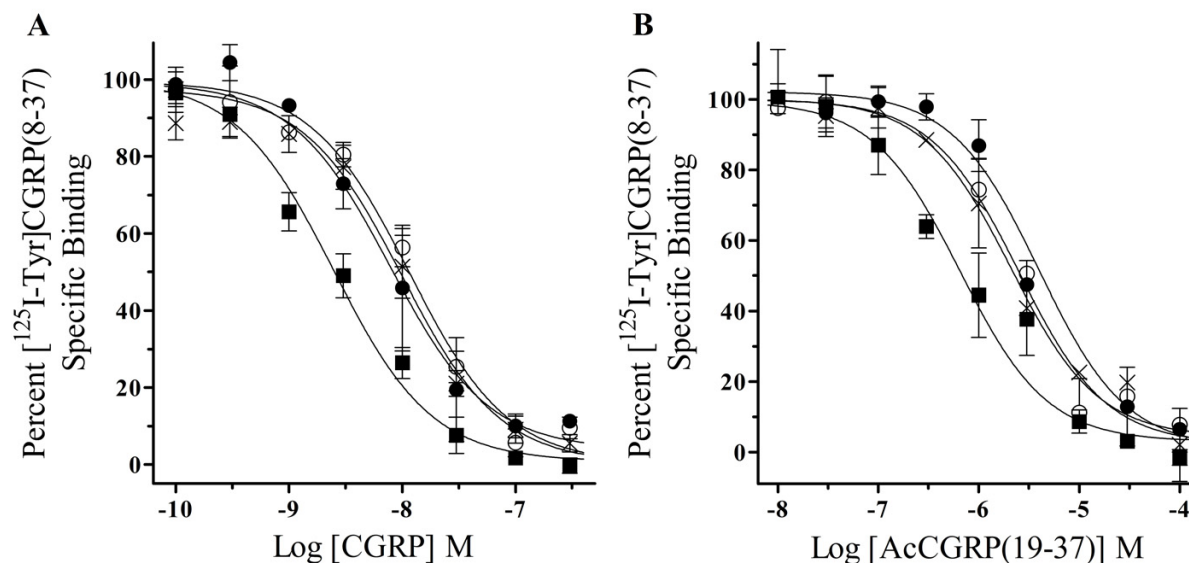 A
B
Percent [¹²⁵I-Tyr]CGRP(8-37)
Specific Binding
100
80
60
40
20
0
-10
-9
-8
-7
Log [CGRP] M
Percent [¹²⁵I-Tyr]CGRP(8-37)
Specific Binding
100
80
60
40
20
0
-8
-7
-6
-5
-4
Log [AcCGRP(19-37)] M